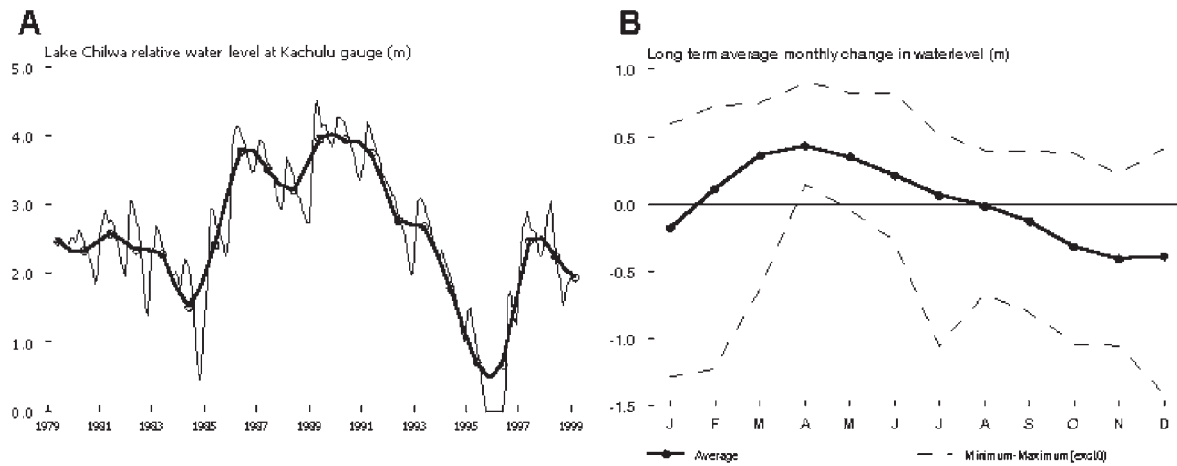 A
Lake Chilwa relative water level at Kachulu gauge (m)
5.0
4.0
3.0
2.0
1.0
0.0
1979 1981 1983 1985 1987 1989 1991 1993 1995 1997 1999
B
Long term average monthly change in waterlevel (m)
1.0
0.5
0.0
-0.5
-1.0
-1.5
J F M A M J J A S O N D
Average Minimum-Maximum(excl0)